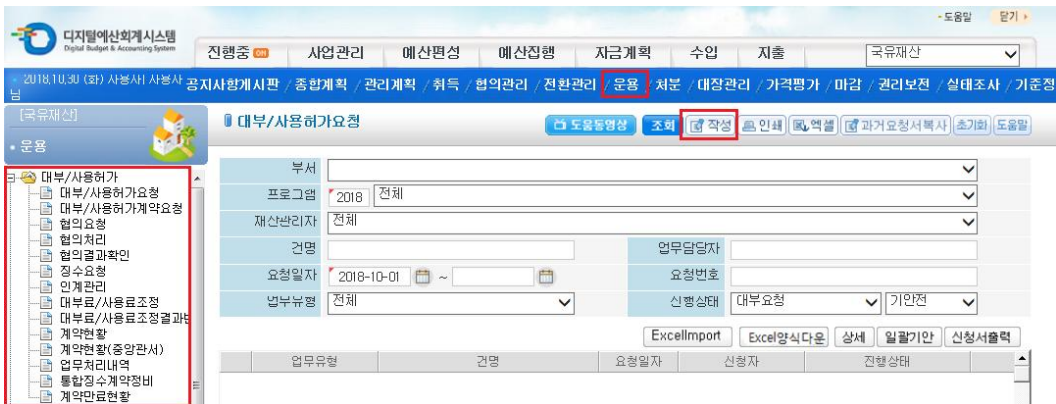 디지털예산회계시스템
Digital Budget & Accounting System
- 도움말 닫기
진행중 ON 사업관리 예산편성 예산집행 자금계획 수입 지출 국유재산
2018.10.30 (화) 사용자 사용자님
공지사항게시판 / 종합계획 / 관리계획 / 취득 / 협의관리 / 전환관리 / 운용 / 처분 / 대장관리 / 가격평가 / 마감 / 권리보전 / 실태조사 / 기준정
[국유재산]
운용
대부/사용허가
대부/사용허가요청
대부/사용허가계약요청
협의요청
협의처리
협의결과확인
징수요청
인계관리
대부료/사용료조정
대부료/사용료조정결과
계약현황
계약현황(중앙관서)
업무처리내역
통합징수계약정비
계약만료현황
대부/사용허가요청
도움동영상 조회 작성 인쇄 엑셀 과거요청서복사 초기화 도움말
부서
프로그램 2018 전체
재산관리자 전체
건명 업무담당자
요청일자 2018-10-01 ~ 요청번호
업무유형 전체 진행상태 대부요청 기안전
ExcelImport Excel양식다운 상세 일괄기안 신청서출력
업무유형 건명 요청일자 신청자 진행상태